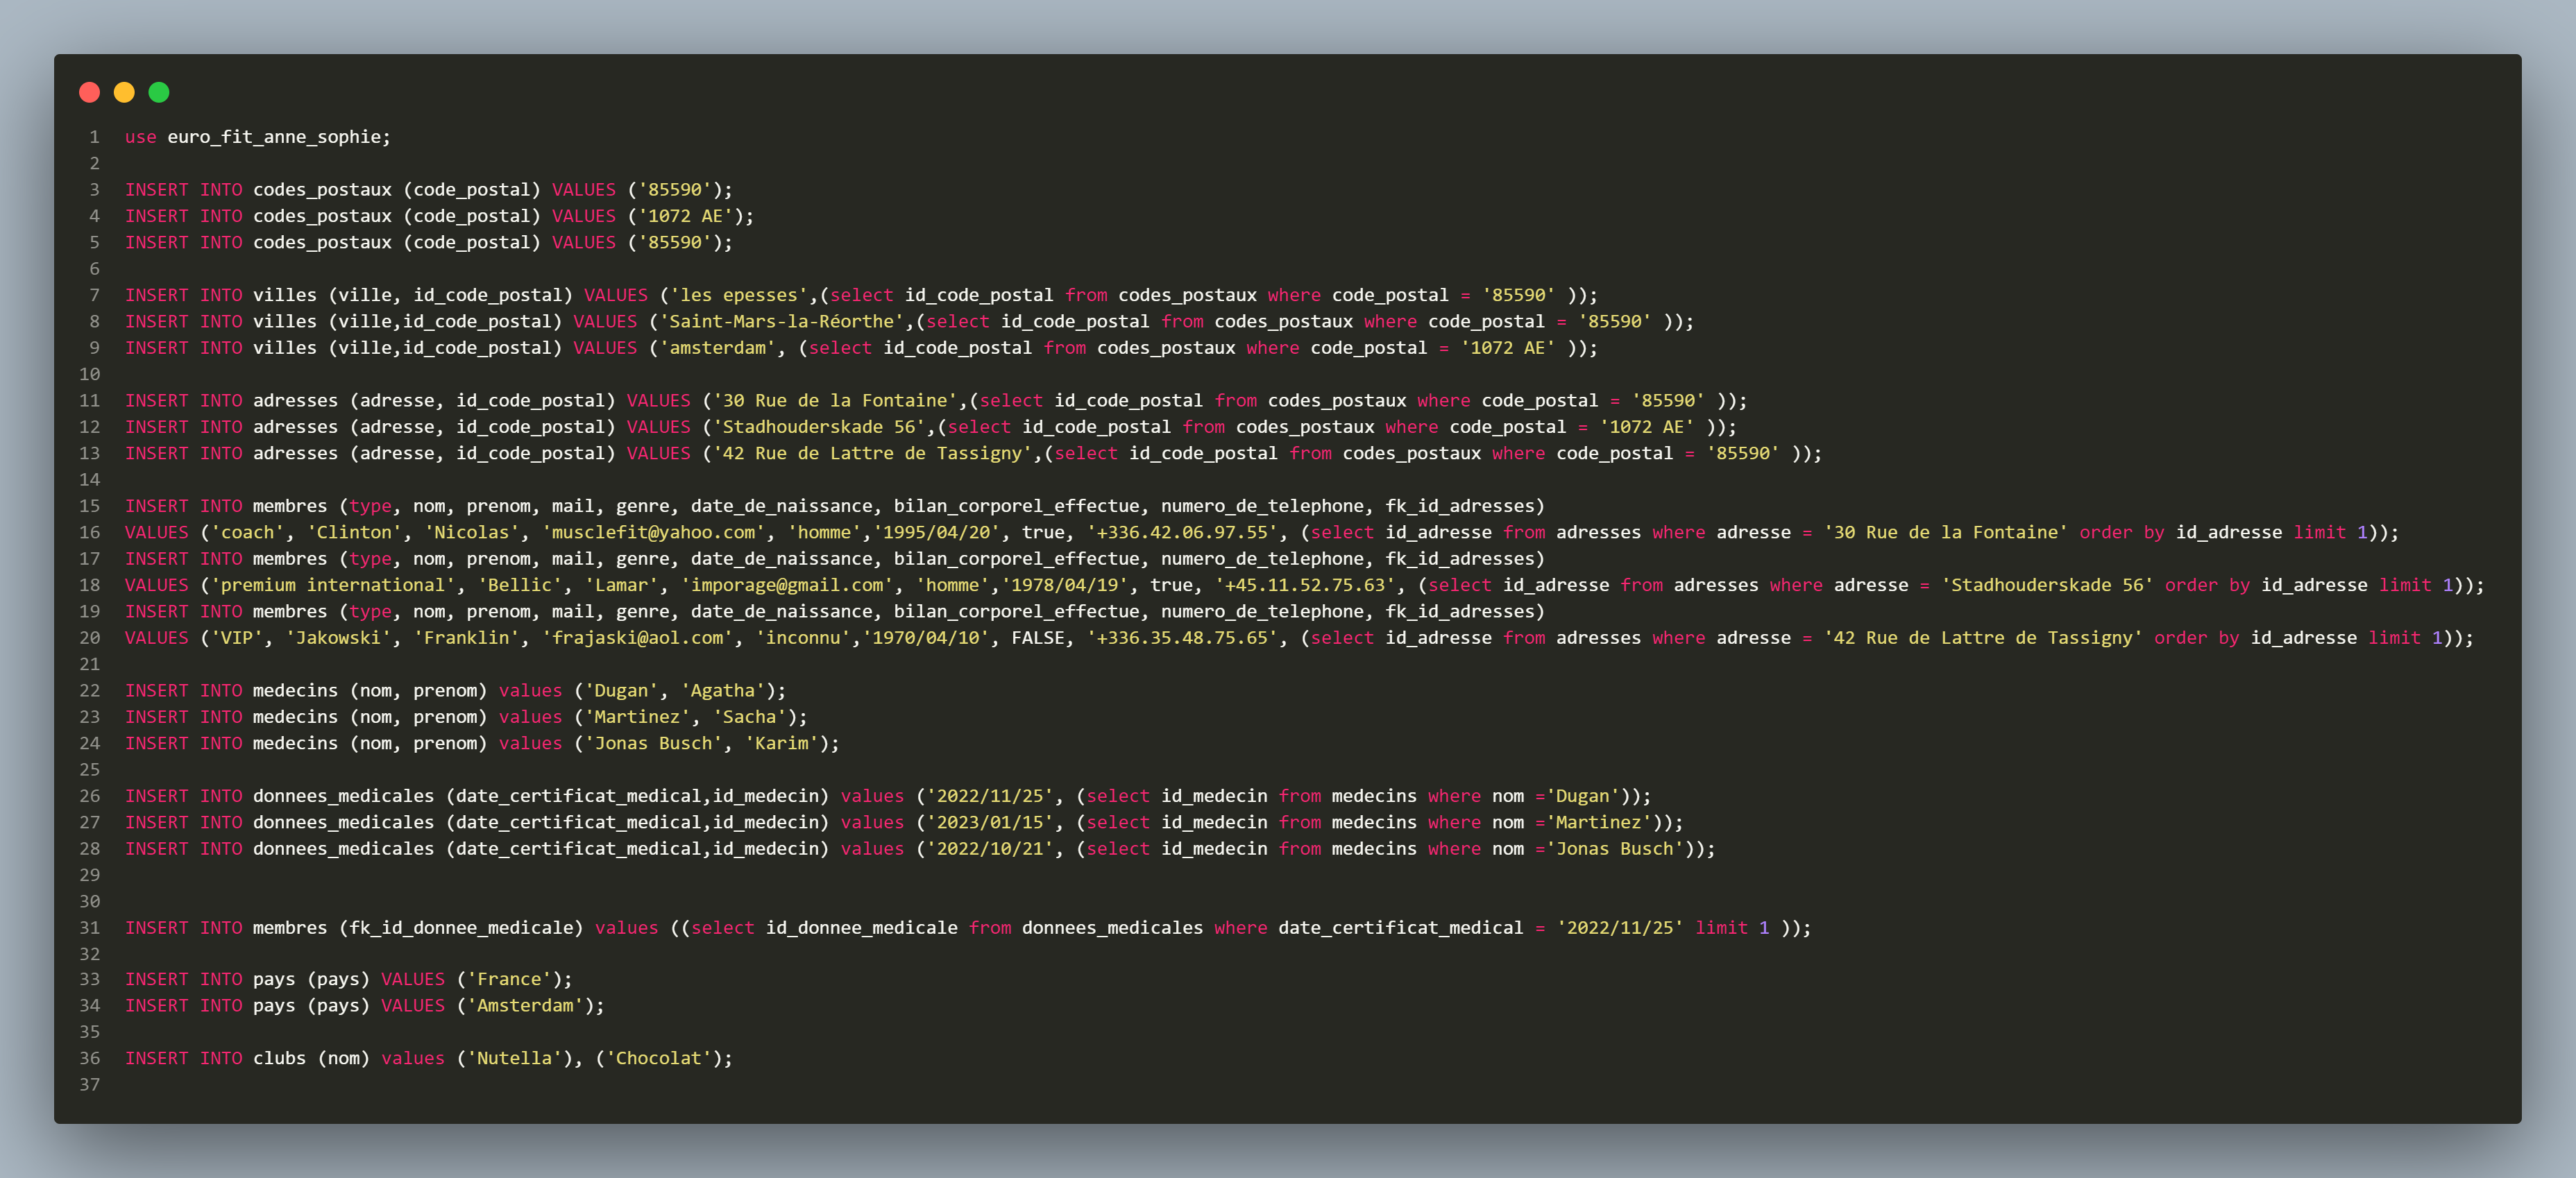 1 use euro_fit_anne_sophie;
2
3 INSERT INTO codes_postaux (code_postal) VALUES ('85590');
4 INSERT INTO codes_postaux (code_postal) VALUES ('1072 AE');
5 INSERT INTO codes_postaux (code_postal) VALUES ('85590');
6
7 INSERT INTO villes (ville, id_code_postal) VALUES ('les epesses',(select id_code_postal from codes_postaux where code_postal = '85590' ));
8 INSERT INTO villes (ville,id_code_postal) VALUES ('Saint-Mars-la-Réorthe',(select id_code_postal from codes_postaux where code_postal = '85590' ));
9 INSERT INTO villes (ville,id_code_postal) VALUES ('amsterdam', (select id_code_postal from codes_postaux where code_postal = '1072 AE' ));
10
11 INSERT INTO adresses (adresse, id_code_postal) VALUES ('30 Rue de la Fontaine',(select id_code_postal from codes_postaux where code_postal = '85590' ));
12 INSERT INTO adresses (adresse, id_code_postal) VALUES ('Stadhouderskade 56',(select id_code_postal from codes_postaux where code_postal = '1072 AE' ));
13 INSERT INTO adresses (adresse, id_code_postal) VALUES ('42 Rue de Lattre de Tassigny',(select id_code_postal from codes_postaux where code_postal = '85590' ));
14
15 INSERT INTO membres (type, nom, prenom, mail, genre, date_de_naissance, bilan_corporel_effectue, numero_de_telephone, fk_id_adresses)
16 VALUES ('coach', 'Clinton', 'Nicolas', 'musclefit@yahoo.com', 'homme','1995/04/20', true, '+336.42.06.97.55', (select id_adresse from adresses where adresse = '30 Rue de la Fontaine' order by id_adresse limit 1));
17 INSERT INTO membres (type, nom, prenom, mail, genre, date_de_naissance, bilan_corporel_effectue, numero_de_telephone, fk_id_adresses)
18 VALUES ('premium international', 'Bellic', 'Lamar', 'imporage@gmail.com', 'homme','1978/04/19', true, '+45.11.52.75.63', (select id_adresse from adresses where adresse = 'Stadhouderskade 56' order by id_adresse limit 1));
19 INSERT INTO membres (type, nom, prenom, mail, genre, date_de_naissance, bilan_corporel_effectue, numero_de_telephone, fk_id_adresses)
20 VALUES ('VIP', 'Jakowski', 'Franklin', 'frajaski@aol.com', 'inconnu','1970/04/10', FALSE, '+336.35.48.75.65', (select id_adresse from adresses where adresse = '42 Rue de Lattre de Tassigny' order by id_adresse limit 1));
21
22 INSERT INTO medecins (nom, prenom) values ('Dugan', 'Agatha');
23 INSERT INTO medecins (nom, prenom) values ('Martinez', 'Sacha');
24 INSERT INTO medecins (nom, prenom) values ('Jonas Busch', 'Karim');
25
26 INSERT INTO donnees_medicales (date_certificat_medical,id_medecin) values ('2022/11/25', (select id_medecin from medecins where nom ='Dugan'));
27 INSERT INTO donnees_medicales (date_certificat_medical,id_medecin) values ('2023/01/15', (select id_medecin from medecins where nom ='Martinez'));
28 INSERT INTO donnees_medicales (date_certificat_medical,id_medecin) values ('2022/10/21', (select id_medecin from medecins where nom ='Jonas Busch'));
29
30
31 INSERT INTO membres (fk_id_donnee_medicale) values ((select id_donnee_medicale from donnees_medicales where date_certificat_medical = '2022/11/25' limit 1 ));
32
33 INSERT INTO pays (pays) VALUES ('France');
34 INSERT INTO pays (pays) VALUES ('Amsterdam');
35
36 INSERT INTO clubs (nom) values ('Nutella'), ('Chocolat');
37